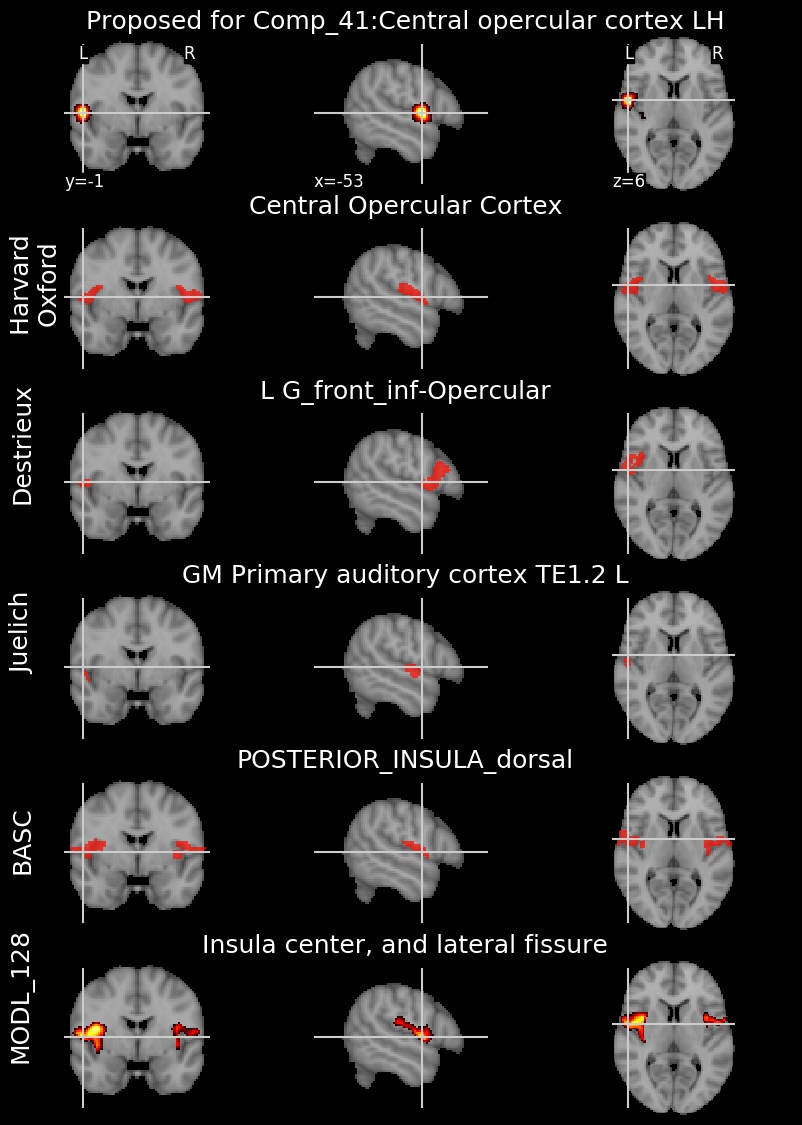 Proposed for Comp_41:Central opercular cortex LH
L R
L R
y=-1 x=-53 z=6
Central Opercular Cortex
Harvard
Oxford
L G_front_inf-Opercular
Destrieux
GM Primary auditory cortex TE1.2 L
Juelich
POSTERIOR_INSULA_dorsal
BASC
Insula center, and lateral fissure
MODL_128